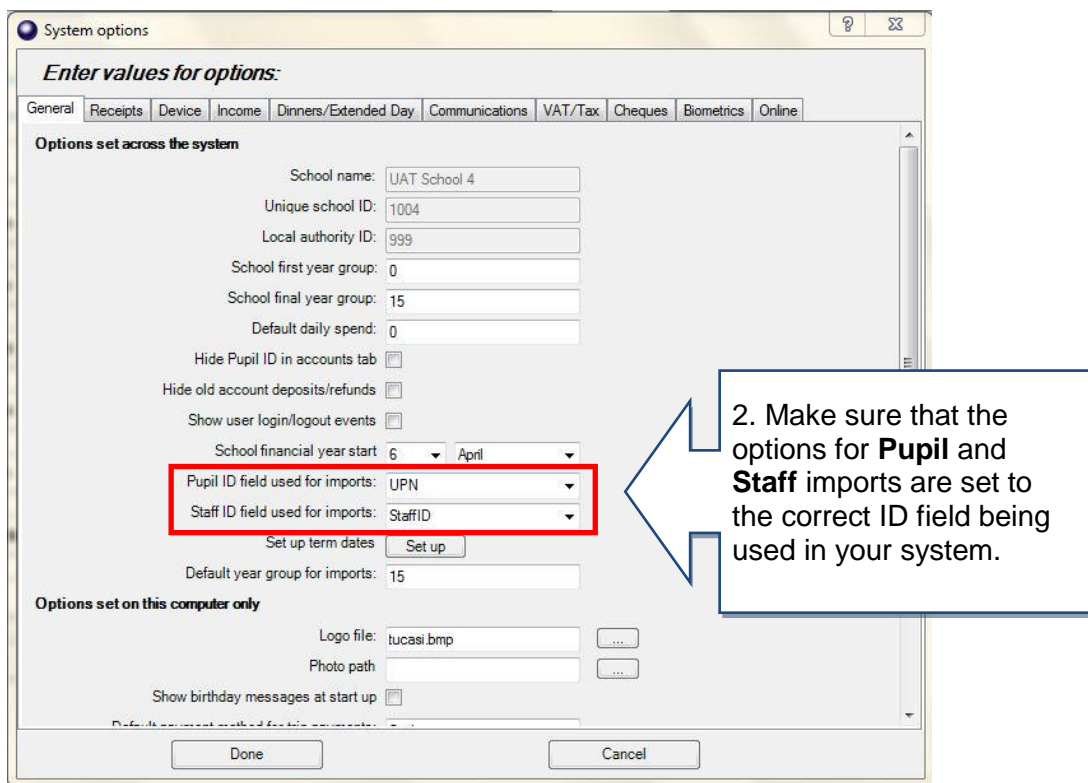 System options
Enter values for options:
General Receipts Device Income Dinners/Extended Day Communications VAT/Tax Cheques Biometrics Online
Options set across the system
School name: UAT School 4
Unique school ID: 1004
Local authority ID: 999
School first year group: 0
School final year group: 15
Default daily spend: 0
Hide Pupil ID in accounts tab
Hide old account deposits/refunds
Show user login/logout events
School financial year start 6 April
Pupil ID field used for imports: UPN
Staff ID field used for imports: StaffID
Set up term dates Set up
Default year group for imports: 15
Options set on this computer only
Logo file: tucasi.bmp ...
Photo path ...
Show birthday messages at start up
Done Cancel
2. Make sure that the
options for Pupil and
Staff imports are set to
the correct ID field being
used in your system.